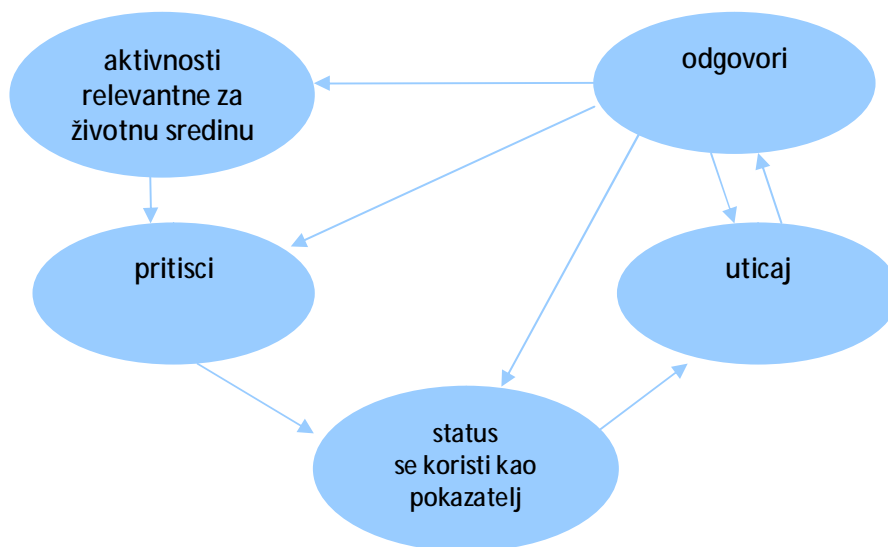 aktivnosti
relevantne za
životnu sredinu
odgovori
pritisci
uticaj
status
se koristi kao
pokazatelj